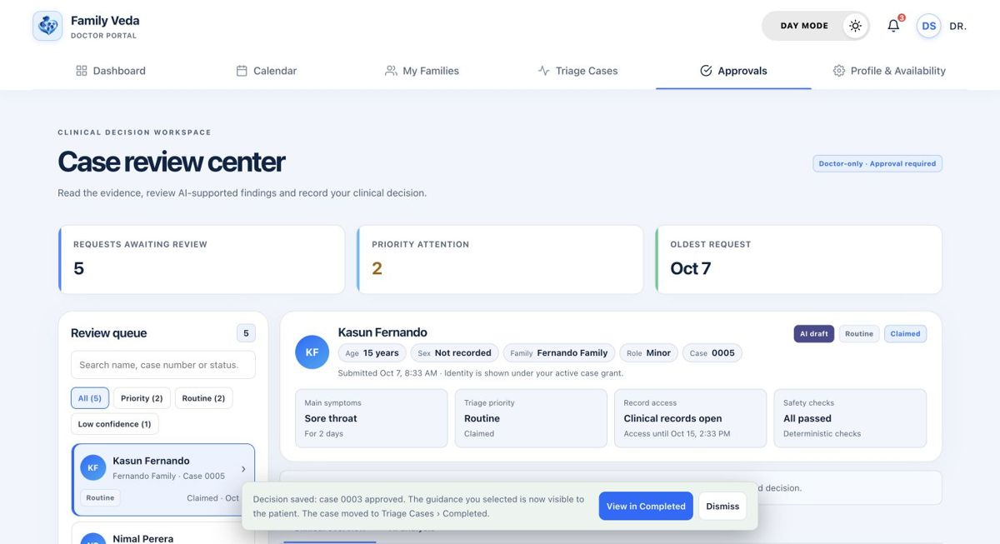 Family Veda
DOCTOR PORTAL
DAY MODE
3
DS
DR.
Dashboard
Calendar
My Families
Triage Cases
Approvals
Profile & Availability
CLINICAL DECISION WORKSPACE
Case review center
Doctor-only · Approval required
Read the evidence, review AI-supported findings and record your clinical decision.
REQUESTS AWAITING REVIEW
5
PRIORITY ATTENTION
2
OLDEST REQUEST
Oct 7
Review queue
5
Search name, case number or status.
All (5)
Priority (2)
Routine (2)
Low confidence (1)
KF
Kasun Fernando
Fernando Family · Case 0005
Routine
Claimed · Oct
Nimal Perera
KF
Kasun Fernando
AI draft
Routine
Claimed
Age 15 years
Sex Not recorded
Family Fernando Family
Role Minor
Case 0005
Submitted Oct 7, 8:33 AM · Identity is shown under your active case grant.
Main symptoms
Sore throat
For 2 days
Triage priority
Routine
Claimed
Record access
Clinical records open
Access until Oct 15, 2:33 PM
Safety checks
All passed
Deterministic checks
d decision.
Decision saved: case 0003 approved. The guidance you selected is now visible to
the patient. The case moved to Triage Cases › Completed.
View in Completed
Dismiss